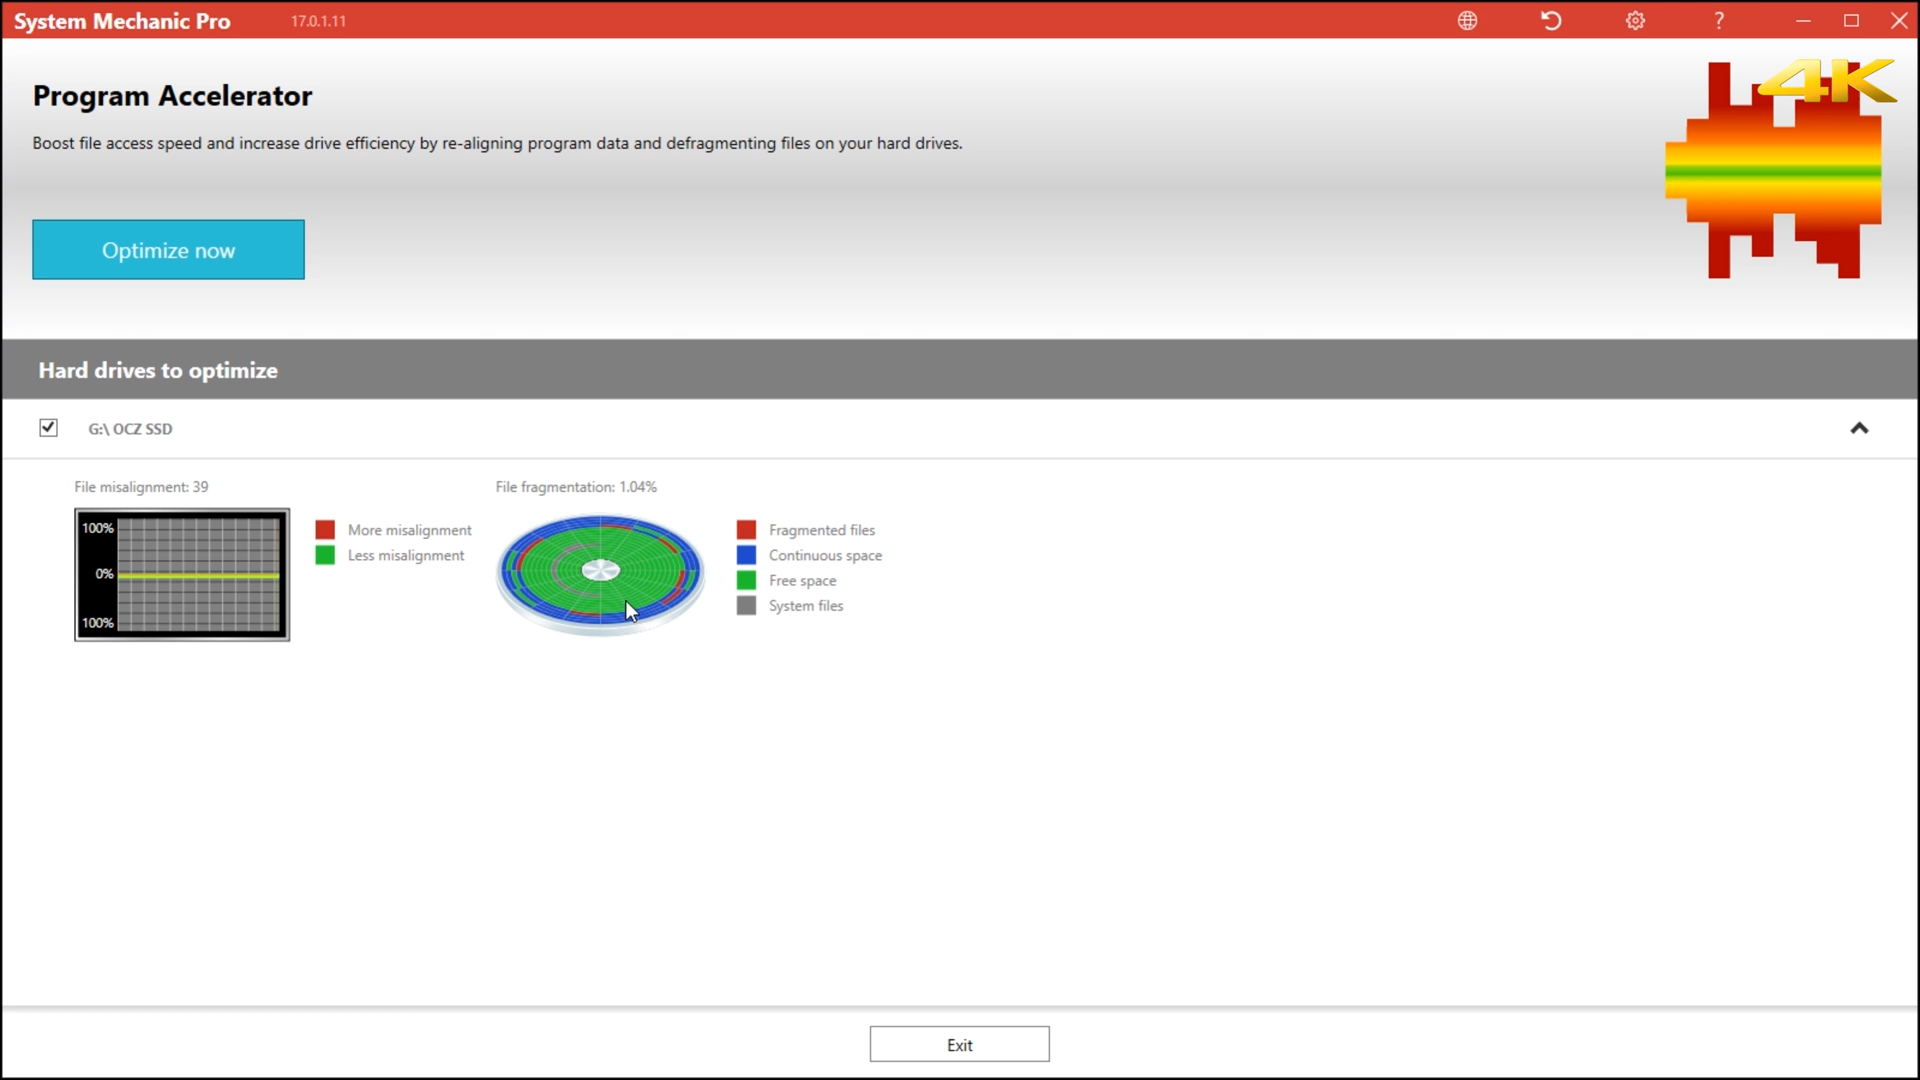 System Mechanic Pro 17.0.1.11 ?
4K
Program Accelerator
Boost file access speed and increase drive efficiency by re-aligning program data and defragmenting files on your hard drives.
Optimize now
Hard drives to optimize
G:\ OCZ SSD
File misalignment: 39
100%
0%
100%
More misalignment
Less misalignment
File fragmentation: 1.04%
Fragmented files
Continuous space
Free space
System files
Exit